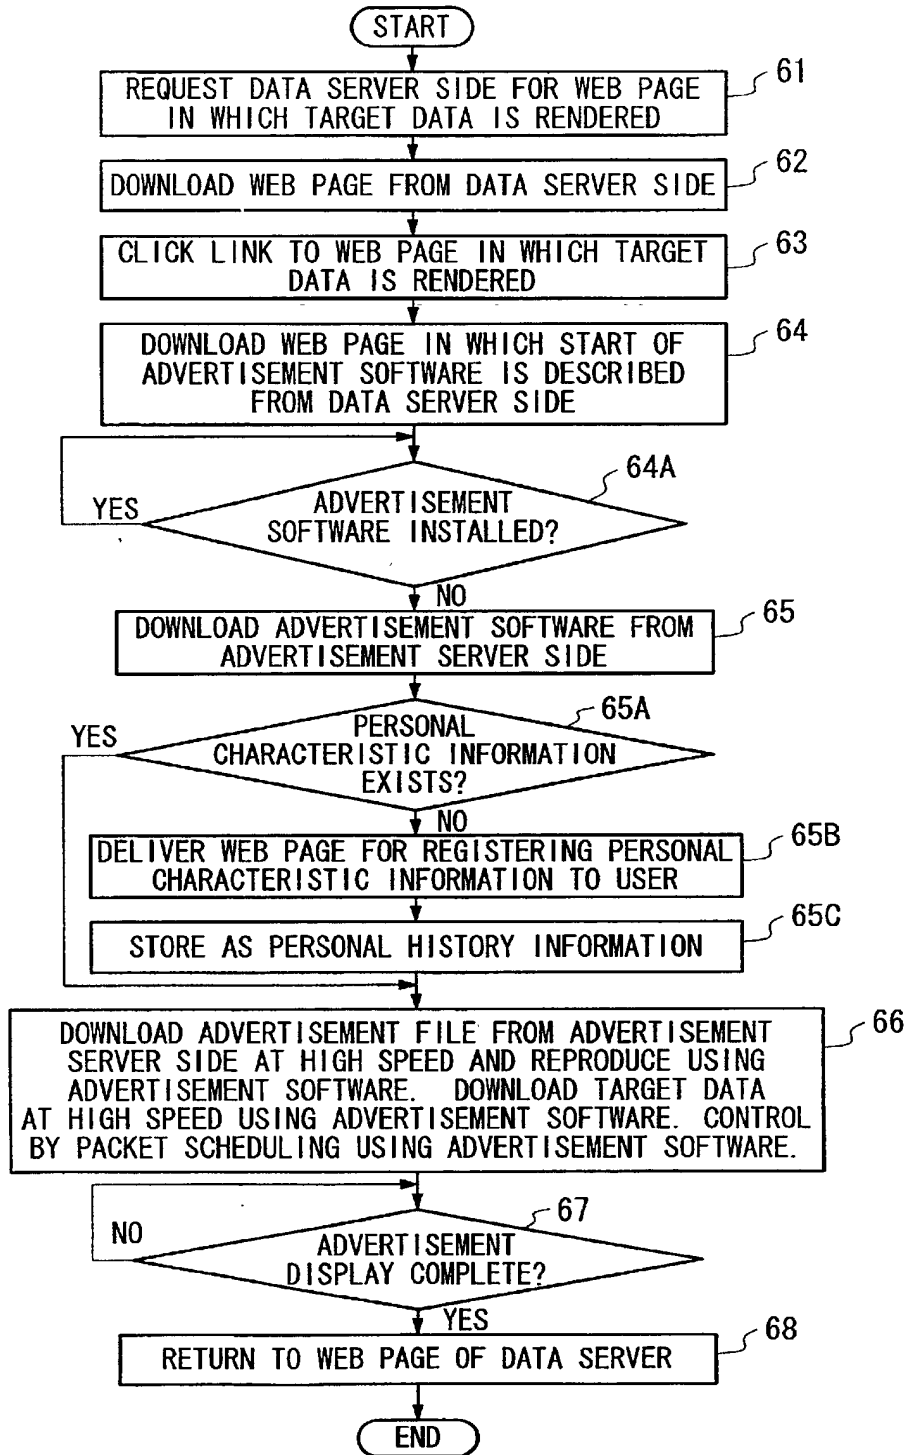 START
61
REQUEST DATA SERVER SIDE FOR WEB PAGE
IN WHICH TARGET DATA IS RENDERED
62
DOWNLOAD WEB PAGE FROM DATA SERVER SIDE
63
CLICK LINK TO WEB PAGE IN WHICH TARGET
DATA IS RENDERED
64
DOWNLOAD WEB PAGE IN WHICH START OF
ADVERTISEMENT SOFTWARE IS DESCRIBED
FROM DATA SERVER SIDE
64A
YES
ADVERTISEMENT
SOFTWARE INSTALLED?
NO
65
DOWNLOAD ADVERTISEMENT SOFTWARE FROM
ADVERTISEMENT SERVER SIDE
65A
YES
PERSONAL
CHARACTERISTIC INFORMATION
EXISTS?
NO
65B
DELIVER WEB PAGE FOR REGISTERING PERSONAL
CHARACTERISTIC INFORMATION TO USER
65C
STORE AS PERSONAL HISTORY INFORMATION
66
DOWNLOAD ADVERTISEMENT FILE FROM ADVERTISEMENT
SERVER SIDE AT HIGH SPEED AND REPRODUCE USING
ADVERTISEMENT SOFTWARE. DOWNLOAD TARGET DATA
AT HIGH SPEED USING ADVERTISEMENT SOFTWARE. CONTROL
BY PACKET SCHEDULING USING ADVERTISEMENT SOFTWARE.
67
NO
ADVERTISEMENT
DISPLAY COMPLETE?
YES
68
RETURN TO WEB PAGE OF DATA SERVER
END